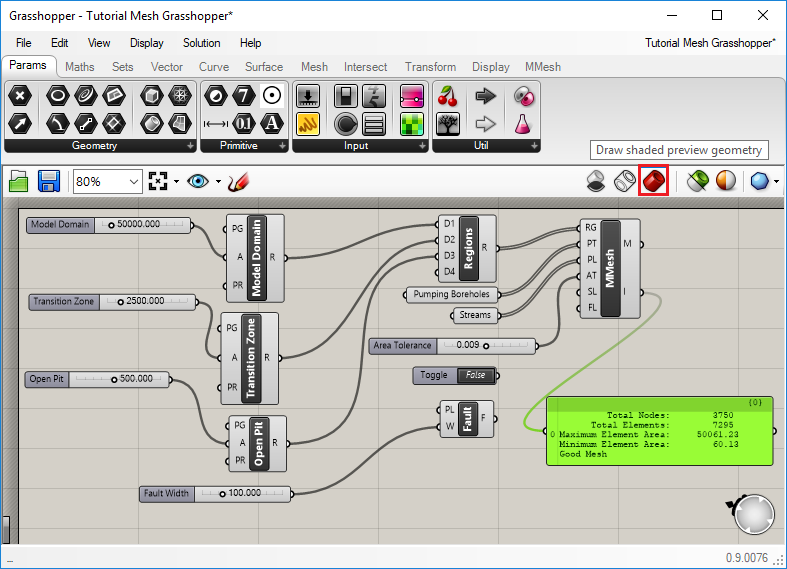 Grasshopper - Tutorial Mesh Grasshopper*
File Edit View Display Solution Help Tutorial Mesh Grasshopper*
Params Maths Sets Vector Curve Surface Mesh Intersect Transform Display MMesh
7
0.1 A
Geometry Primitive Input Util
Draw shaded preview geometry
80%
Model Domain 50000.000
PG
A
PR
Model Domain
R
D1
D2
D3
D4
Regions
R
RG
PT
PL
AT
SL
FL
MMesh
M
I
Pumping Boreholes
Streams
Transition Zone 2500.000
PG
A
PR
Transition Zone
R
Area Tolerance 0.009
Toggle False
Open Pit 500.000
PG
A
PR
Open Pit
R
PL
W
Fault
F
Fault Width 100.000
{0}
Total Nodes: 3750
Total Elements: 7295
0 Maximum Element Area: 50061.23
Minimum Element Area: 60.13
Good Mesh
...
0.9.0076